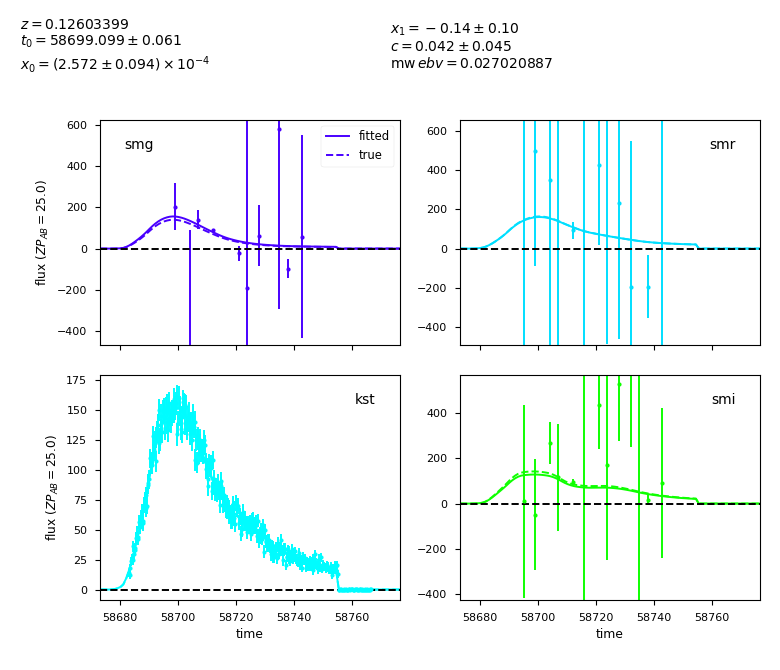 z = 0.12603399
t0 = 58699.099 ± 0.061
x0 = (2.572 ± 0.094) × 10^−4
x1 = −0.14 ± 0.10
c = 0.042 ± 0.045
mw ebv = 0.027020887
smg
fitted
true
600
400
200
0
−200
−400
flux (ZP_AB = 25.0)
smr
600
400
200
0
−200
−400
kst
175
150
125
100
75
50
25
0
flux (ZP_AB = 25.0)
58680 58700 58720 58740 58760
time
smi
400
200
0
−200
−400
58680 58700 58720 58740 58760
time